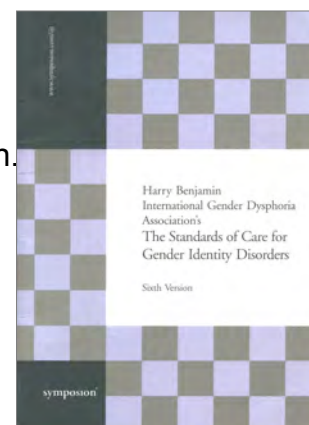 n.
Harry Benjamin
International Gender Dysphoria
Association's
The Standards of Care for
Gender Identity Disorders
Sixth Version
symposion